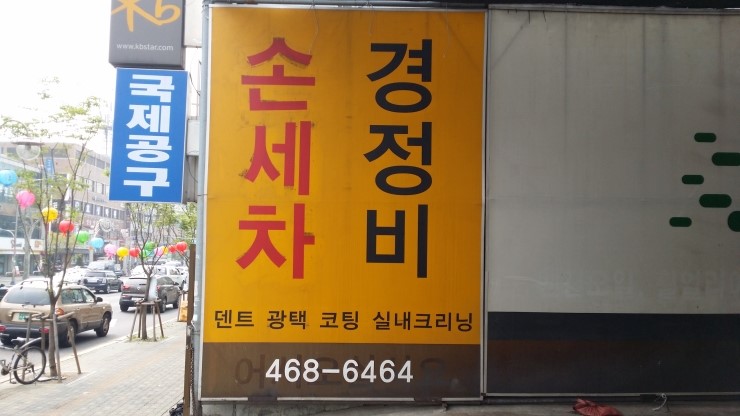 kb
www.kbstar.com
국제공구
손세차
경정비
덴트 광택 코팅 실내크리닝
468-6464